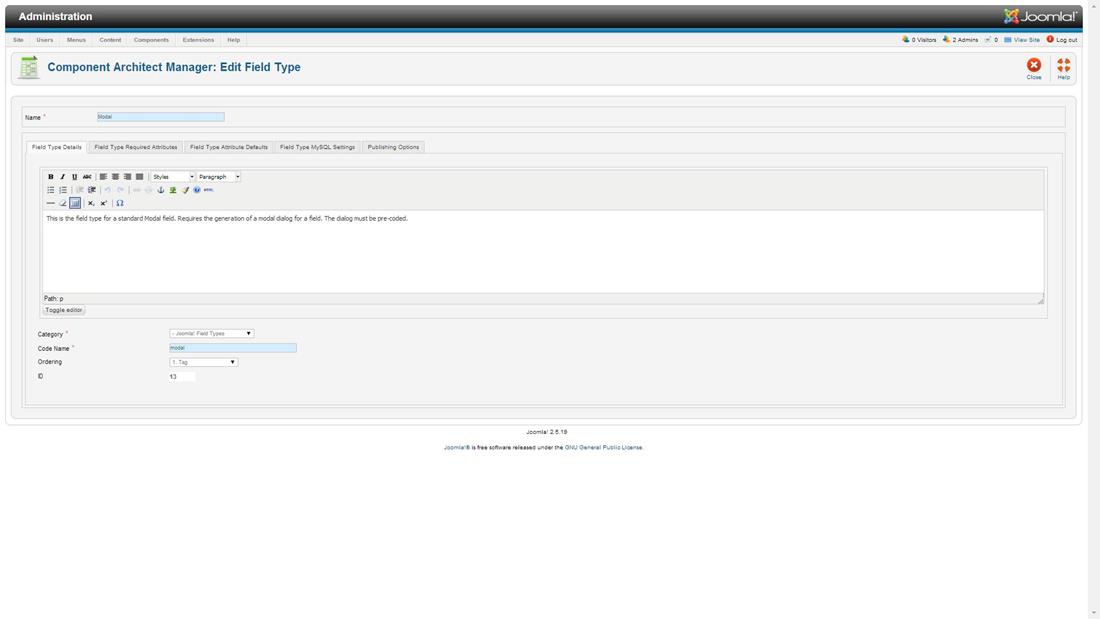 Administration
Joomla!®
Site Users Menus Content Components Extensions Help
0 Visitors 2 Admins 0 View Site Log out
Component Architect Manager: Edit Field Type
Close Help
Name * Modal
Field Type Details Field Type Required Attributes Field Type Attribute Defaults Field Type MySQL Settings Publishing Options
B I U ABC Styles Paragraph
HTML
x₂ x² Ω
This is the field type for a standard Modal field. Requires the generation of a modal dialog for a field. The dialog must be pre-coded.
Path: p
Toggle editor
Category * - Joomla! Field Types
Code Name * modal
Ordering 1. Tag
ID 13
Joomla! 2.5.19
Joomla!® is free software released under the GNU General Public License.